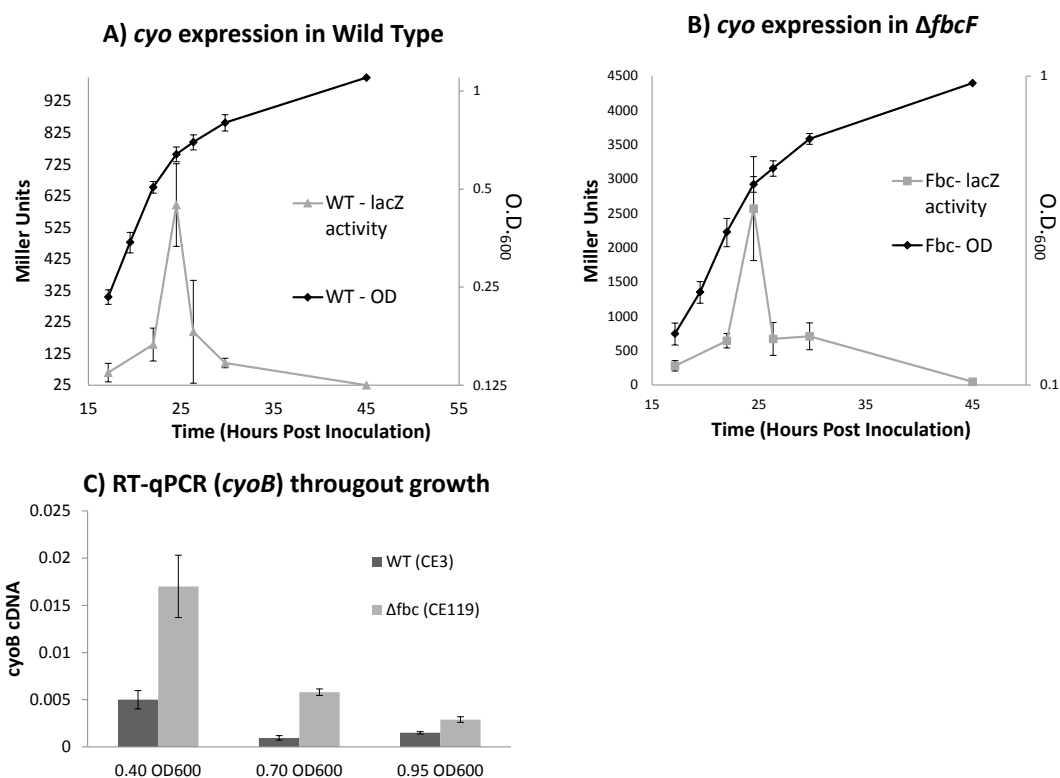 A) cyo expression in Wild Type
925
825
725
625
525
425
325
225
125
25
Miller Units
1
0.5
0.25
0.125
O.D.600
WT - lacZ
activity
WT - OD
15 25 35 45 55
Time (Hours Post Inoculation)
B) cyo expression in ΔfbcF
4500
4000
3500
3000
2500
2000
1500
1000
500
0
Miller Units
1
0.1
O.D.600
Fbc- lacZ
activity
Fbc- OD
15 25 35 45
Time (Hours Post Inoculation)
C) RT-qPCR (cyoB) througout growth
0.025
0.02
0.015
0.01
0.005
0
cyoB cDNA
WT (CE3)
Δfbc (CE119)
0.40 OD600 0.70 OD600 0.95 OD600